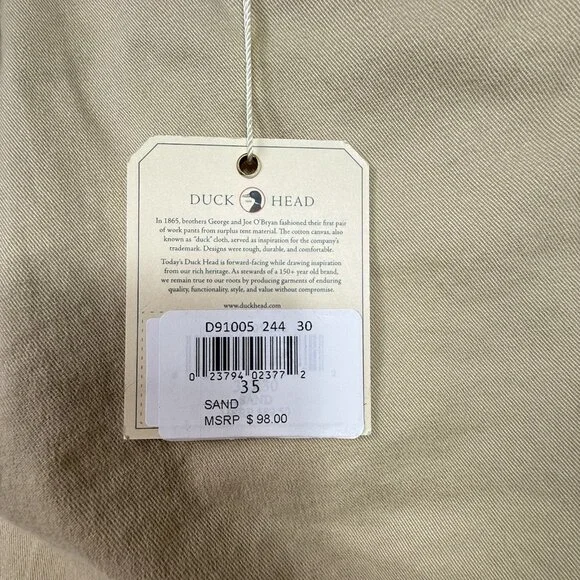 DUCK HEAD
In 1865, brothers George and Joe O'Bryan fashioned their first pair
of work pants from surplus tent material. The cotton canvas, also
known as "duck" cloth, served as inspiration for the company's
trademark. Designs were tough, durable, and comfortable.
Today's Duck Head is forward-facing while drawing inspiration
from our rich heritage. As stewards of a 150+ year old brand,
we remain true to our roots by producing garments of enduring
quality, functionality, style, and value without compromise.
www.duckhead.com
D91005 244 30
0 23794 02377 2
35
SAND
MSRP $ 98.00